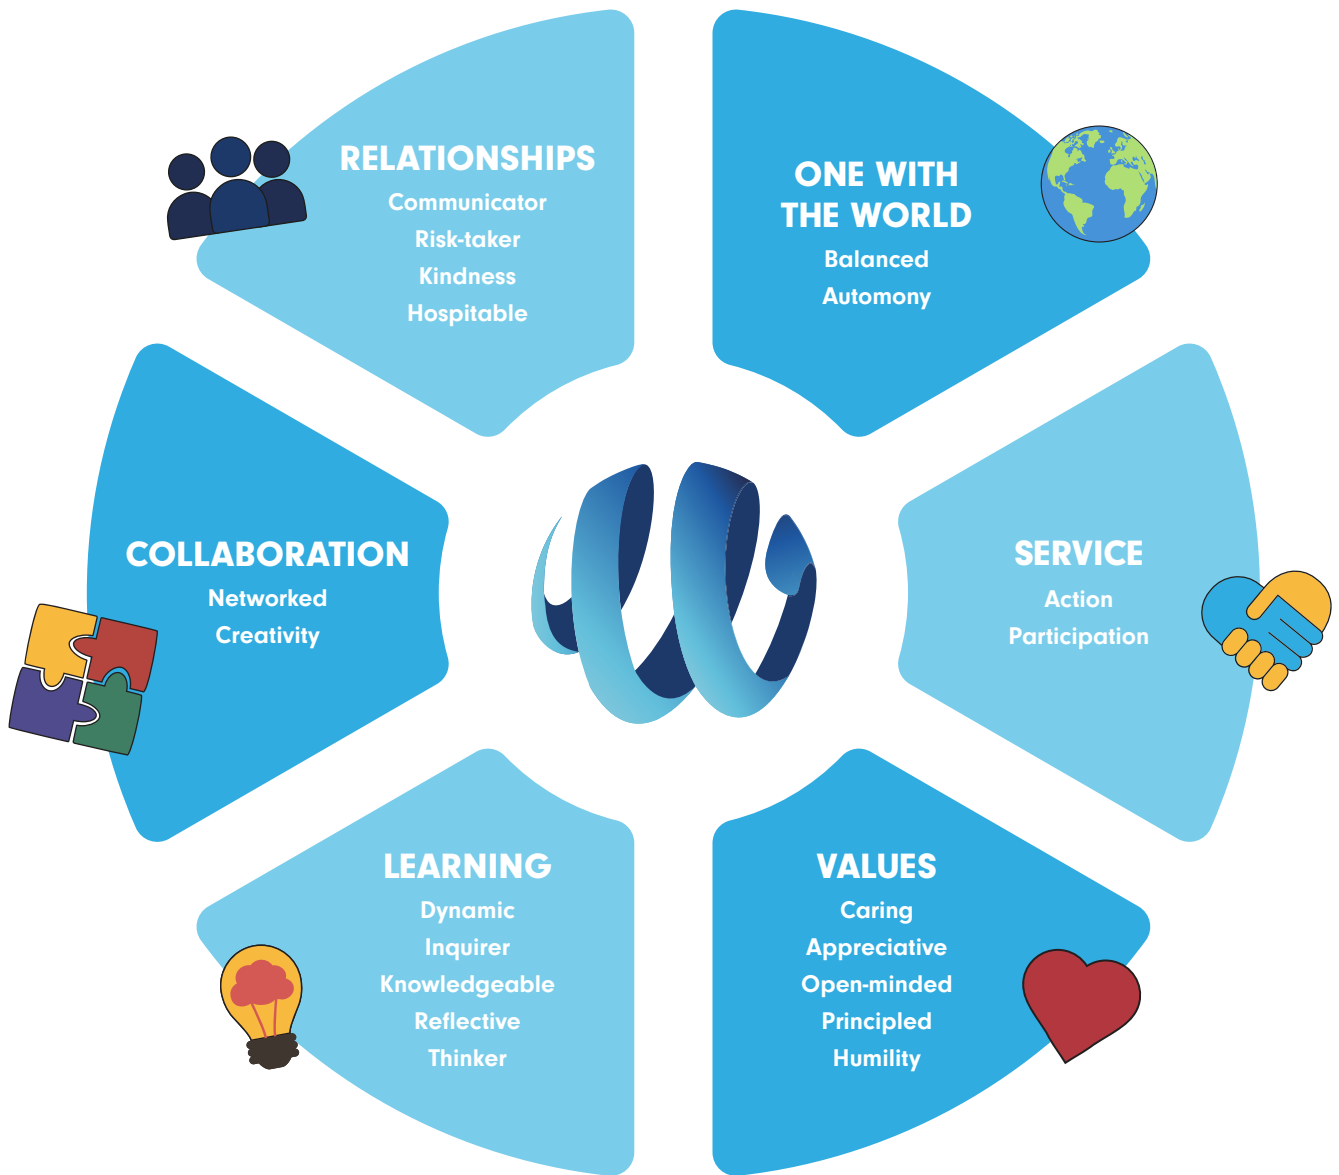 RELATIONSHIPS
Communicator
Risk-taker
Kindness
Hospitable
ONE WITH
THE WORLD
Balanced
Automony
COLLABORATION
Networked
Creativity
SERVICE
Action
Participation
LEARNING
Dynamic
Inquirer
Knowledgeable
Reflective
Thinker
VALUES
Caring
Appreciative
Open-minded
Principled
Humility